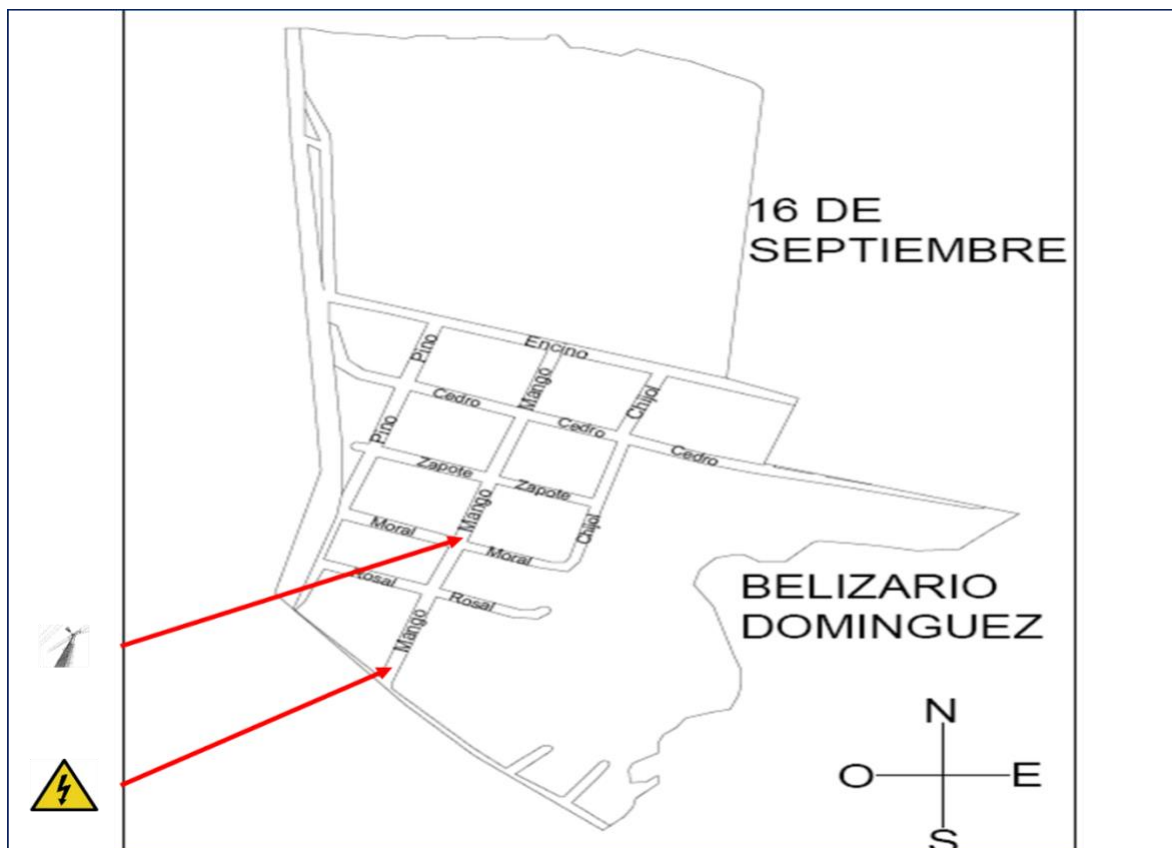 16 DE
SEPTIEMBRE
Encino
Pino
Mango
Chijol
Cedro
Cedro
Cedro
Pino
Zapote
Zapote
Mango
Chijol
Moral
Moral
Rosal
Rosal
Mango
BELIZARIO
DOMINGUEZ
N
O
E
S